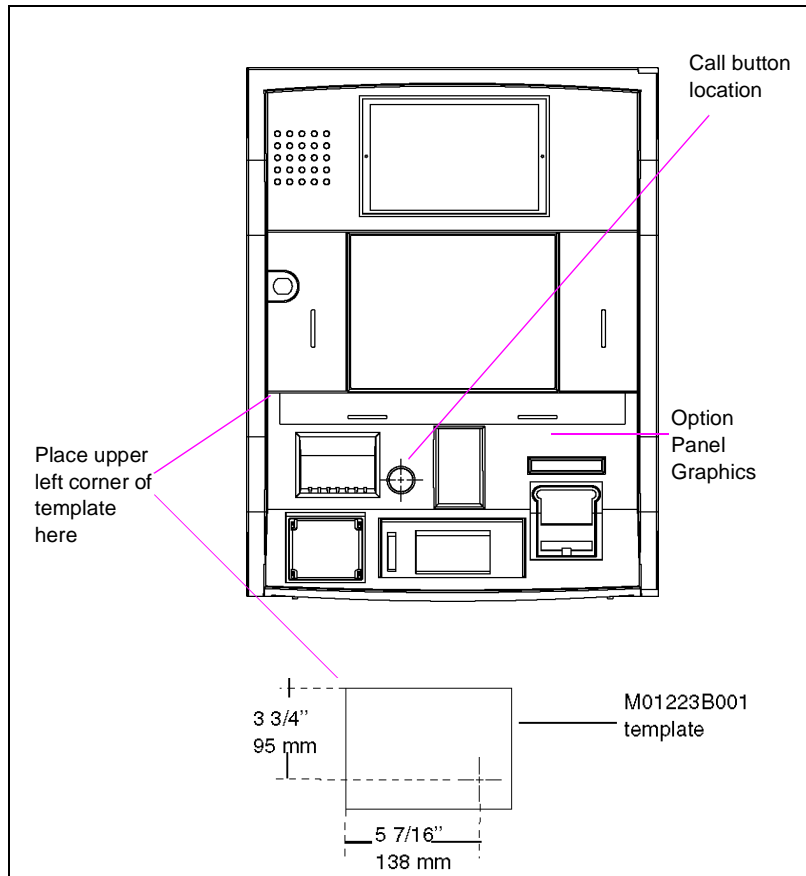 Call button
location
Option
Panel
Graphics
Place upper
left corner of
template
here
M01223B001
template
3 3/4’’
95 mm
5 7/16’’
138 mm